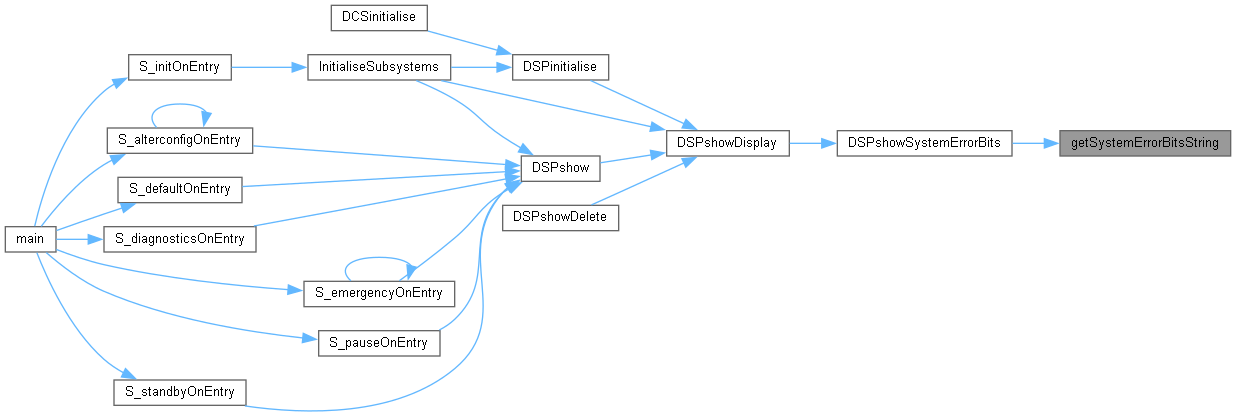 DCSinitialise
S_initOnEntry
InitialiseSubsystems
DSPinitialise
S_alterconfigOnEntry
DSPshowDisplay
DSPshowSystemErrorBits
getSystemErrorBitsString
DSPshow
S_defaultOnEntry
DSPshowDelete
main
S_diagnosticsOnEntry
S_emergencyOnEntry
S_pauseOnEntry
S_standbyOnEntry